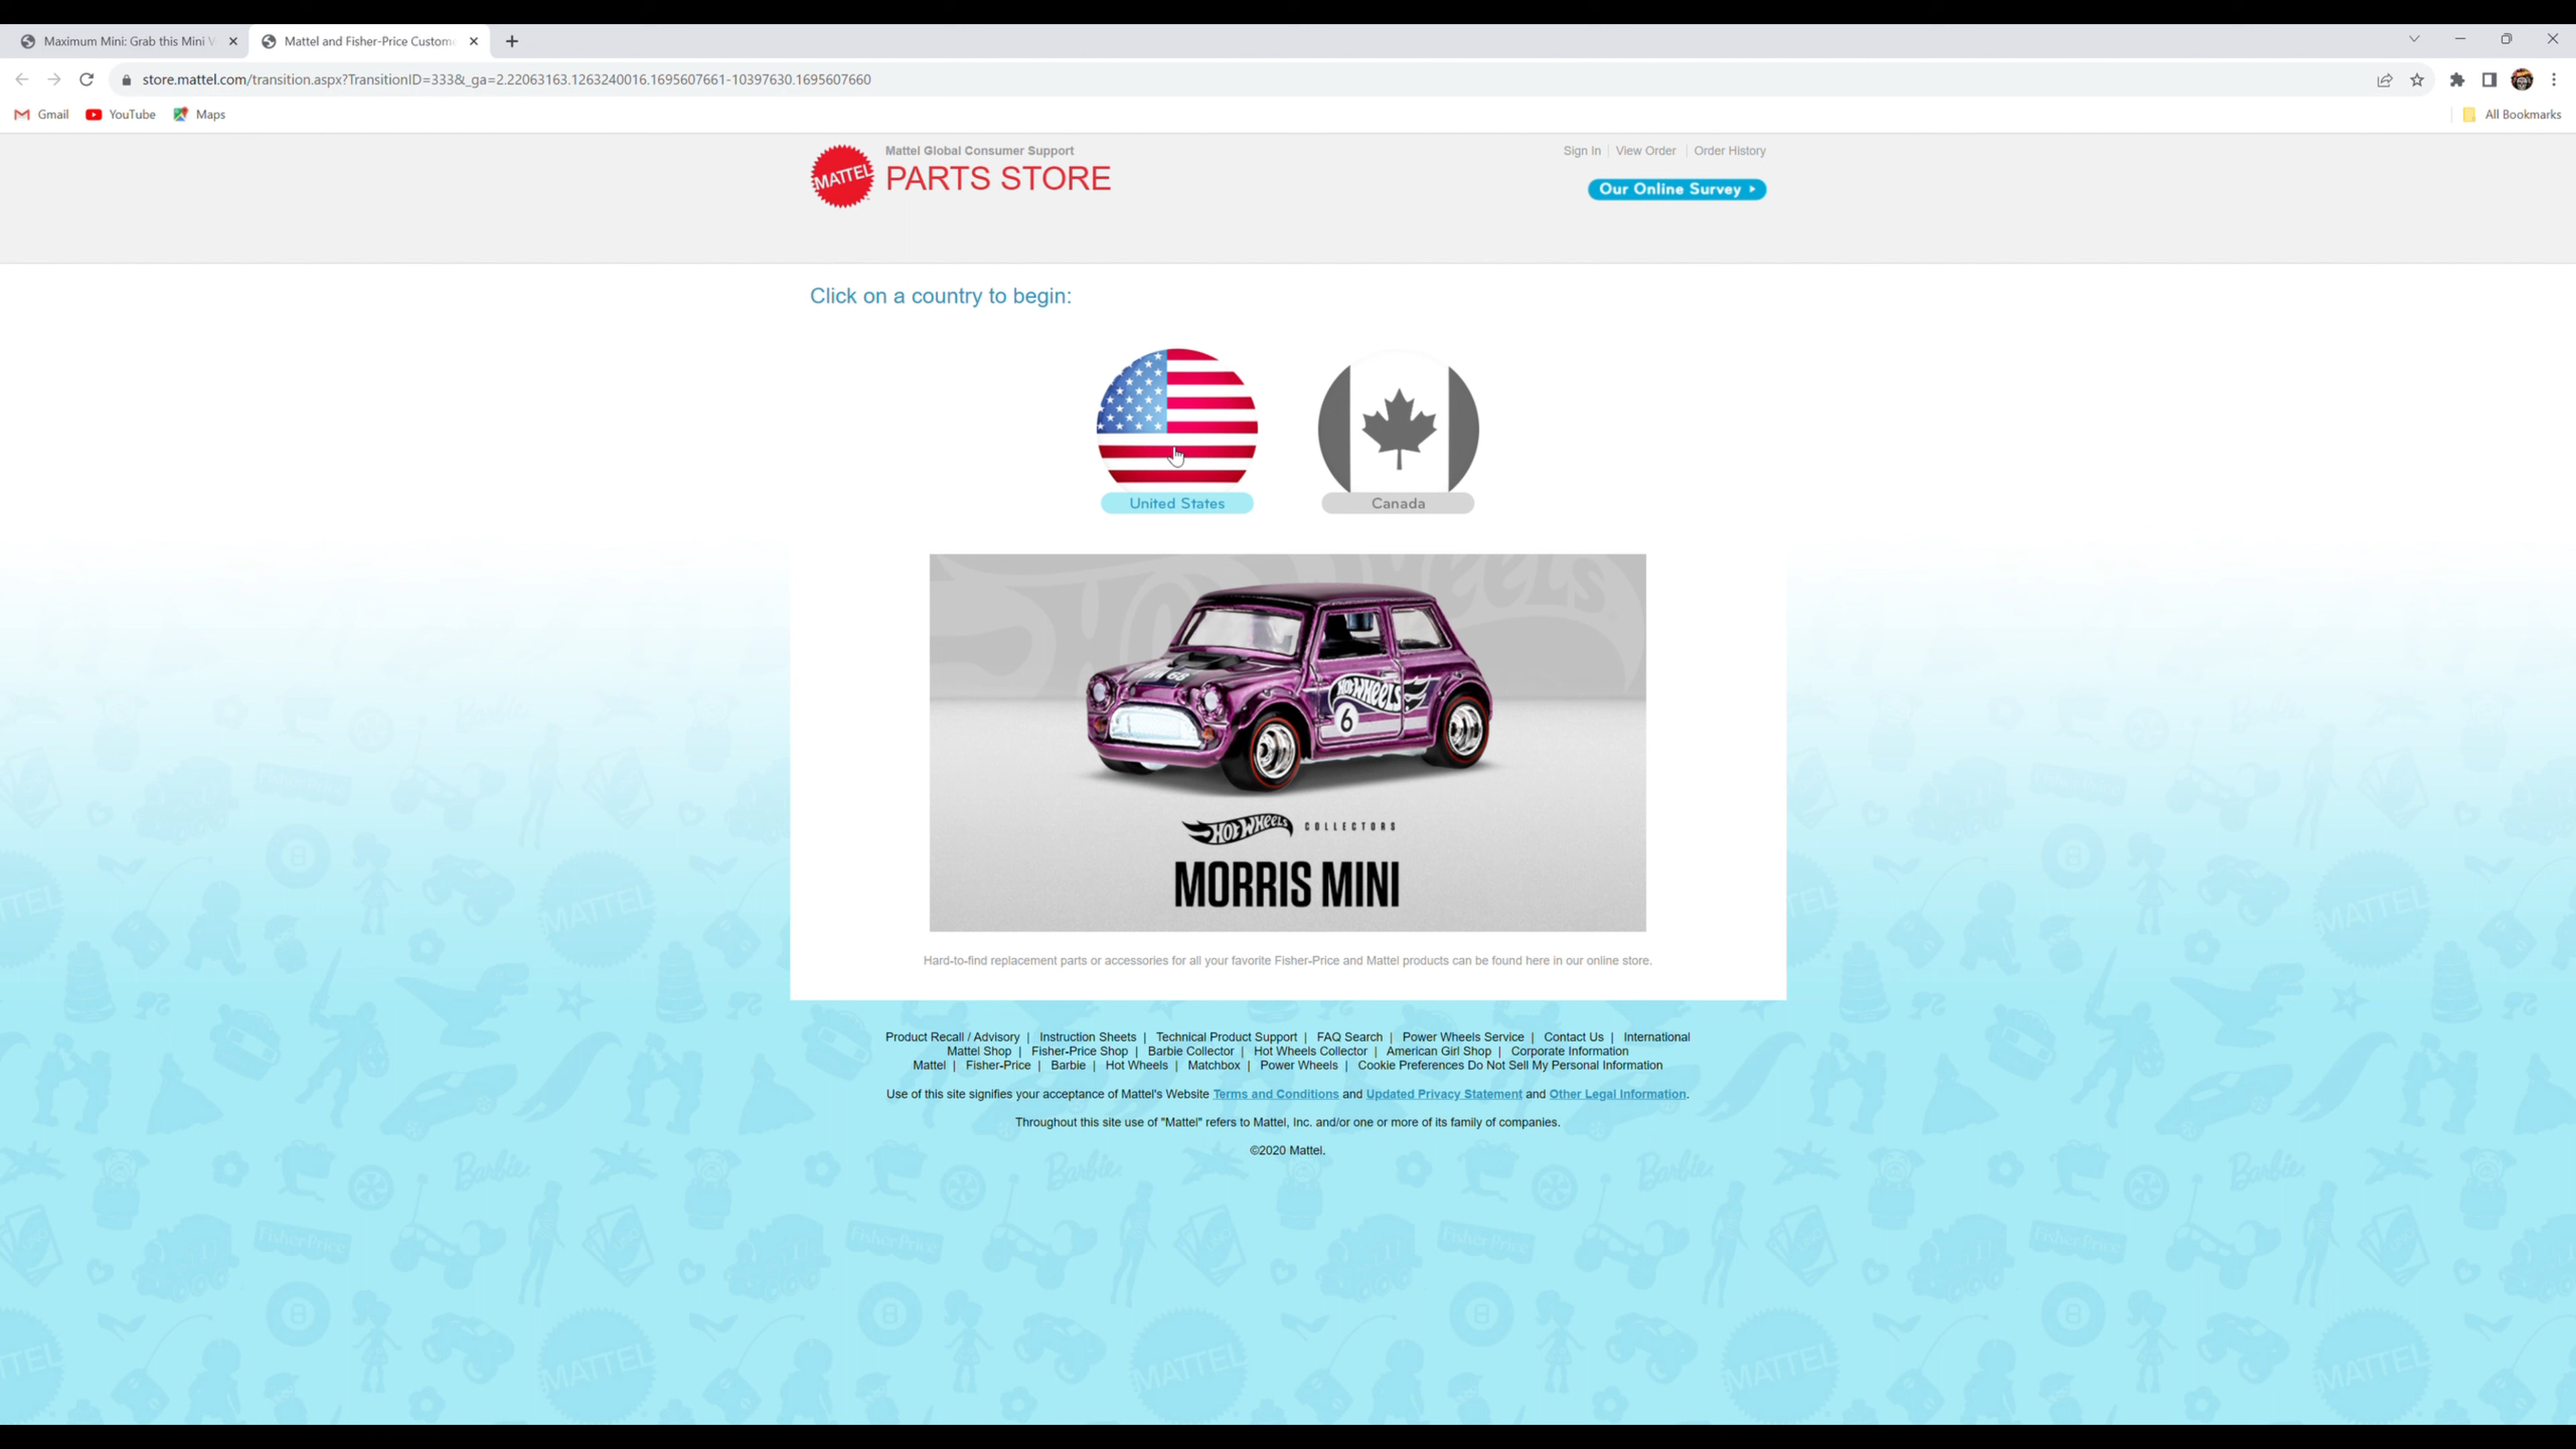 Maximum Mini: Grab this Mini V
Mattel and Fisher-Price Custome
store.mattel.com/transition.aspx?TransitionID=333&_ga=2.22063163.1263240016.1695607661-10397630.1695607660
Gmail YouTube Maps All Bookmarks
MATTEL
Mattel Global Consumer Support
PARTS STORE
Sign In | View Order | Order History
Our Online Survey
Click on a country to begin:
United States Canada
HOT WHEELS
6
HOT WHEELS COLLECTORS
MORRIS MINI
Hard-to-find replacement parts or accessories for all your favorite Fisher-Price and Mattel products can be found here in our online store.
Product Recall / Advisory | Instruction Sheets | Technical Product Support | FAQ Search | Power Wheels Service | Contact Us | International
Mattel Shop | Fisher-Price Shop | Barbie Collector | Hot Wheels Collector | American Girl Shop | Corporate Information
Mattel | Fisher-Price | Barbie | Hot Wheels | Matchbox | Power Wheels | Cookie Preferences Do Not Sell My Personal Information
Use of this site signifies your acceptance of Mattel's Website Terms and Conditions and Updated Privacy Statement and Other Legal Information.
Throughout this site use of "Mattel" refers to Mattel, Inc. and/or one or more of its family of companies.
©2020 Mattel.